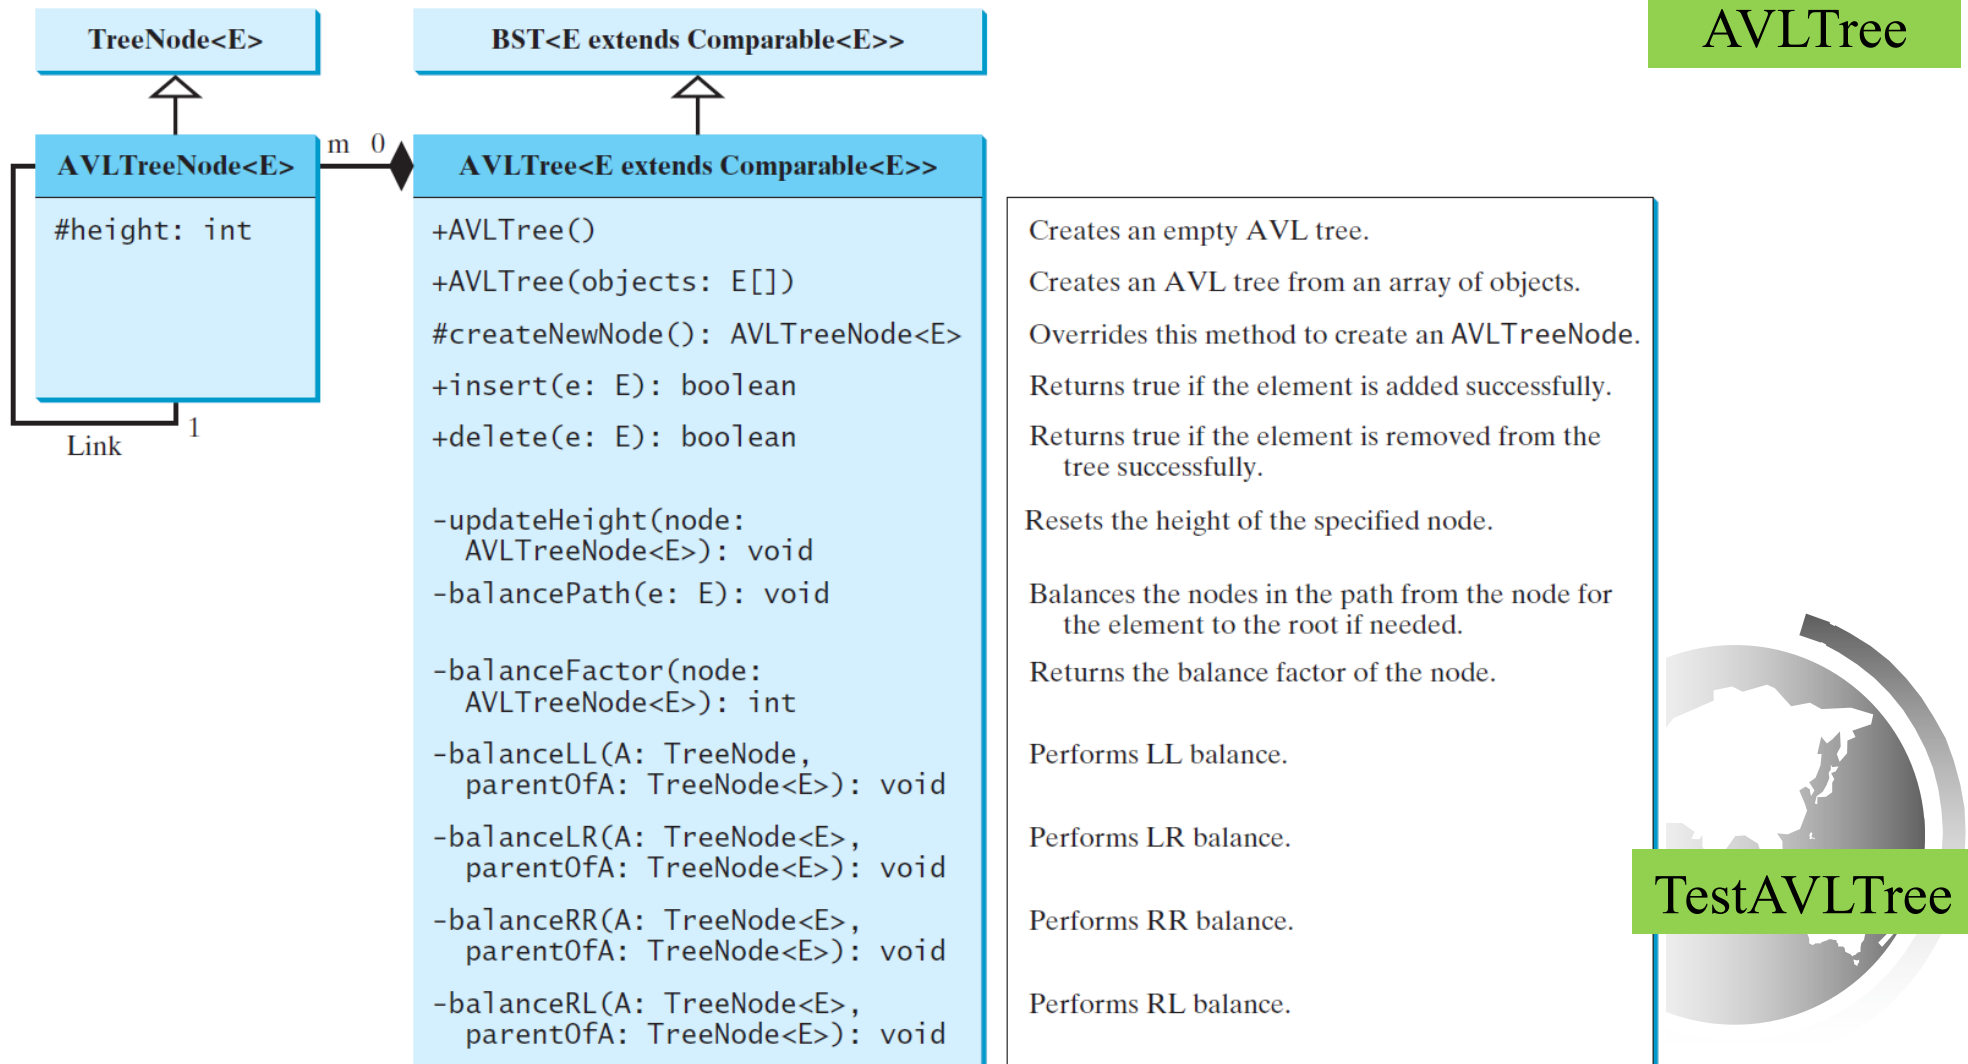 TreeNode<E>
BST<E extends Comparable<E>>
AVLTree
AVLTreeNode<E>
m 0
AVLTree<E extends Comparable<E>>
#height: int
1
Link
+AVLTree()
Creates an empty AVL tree.
+AVLTree(objects: E[])
Creates an AVL tree from an array of objects.
#createNewNode(): AVLTreeNode<E>
Overrides this method to create an AVLTreeNode.
+insert(e: E): boolean
Returns true if the element is added successfully.
+delete(e: E): boolean
Returns true if the element is removed from the
tree successfully.
-updateHeight(node:
AVLTreeNode<E>): void
Resets the height of the specified node.
-balancePath(e: E): void
Balances the nodes in the path from the node for
the element to the root if needed.
-balanceFactor(node:
AVLTreeNode<E>): int
Returns the balance factor of the node.
-balanceLL(A: TreeNode,
parentOfA: TreeNode<E>): void
Performs LL balance.
-balanceLR(A: TreeNode<E>,
parentOfA: TreeNode<E>): void
Performs LR balance.
-balanceRR(A: TreeNode<E>,
parentOfA: TreeNode<E>): void
Performs RR balance.
-balanceRL(A: TreeNode<E>,
parentOfA: TreeNode<E>): void
Performs RL balance.
TestAVLTree